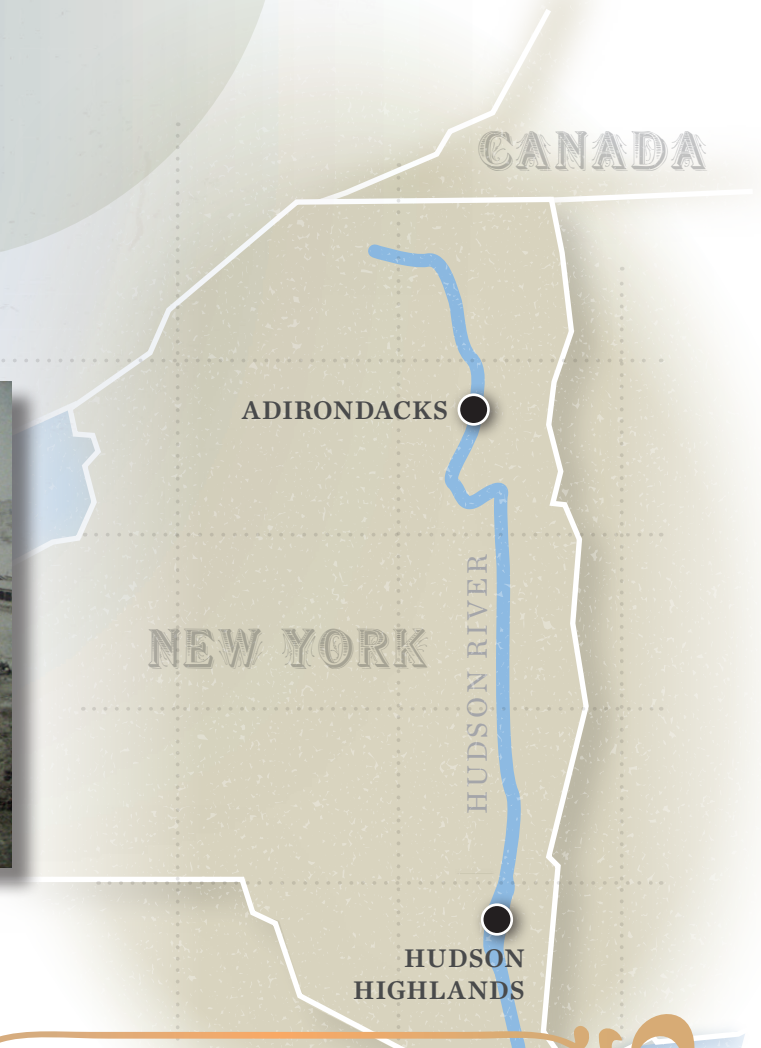 CANADA
ADIRONDACKS
HUDSON RIVER
NEW YORK
HUDSON
HIGHLANDS